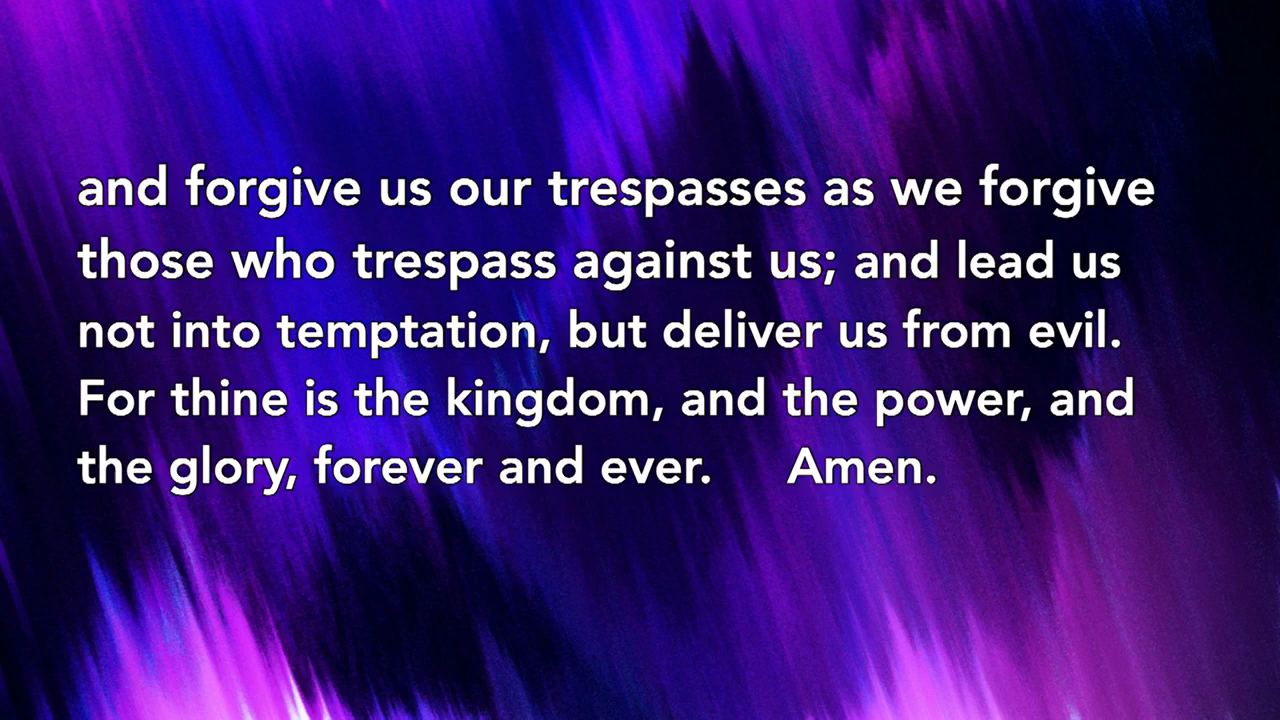 and forgive us our trespasses as we forgive
those who trespass against us; and lead us
not into temptation, but deliver us from evil.
For thine is the kingdom, and the power, and
the glory, forever and ever. Amen.